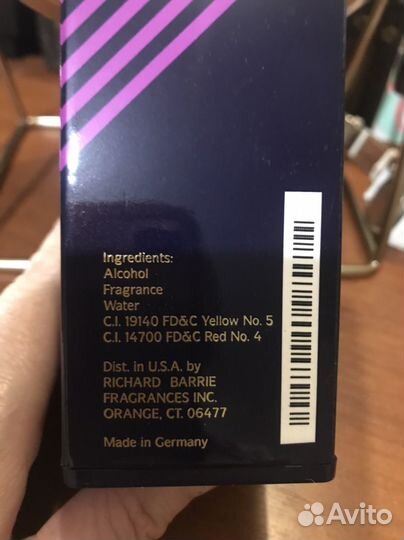 Ingredients:
Alcohol
Fragrance
Water
C.I. 19140 FD&C Yellow No. 5
C.I. 14700 FD&C Red No. 4
Dist. in U.S.A. by
RICHARD BARRIE
FRAGRANCES INC.
ORANGE, CT. 06477
Made in Germany
Avito